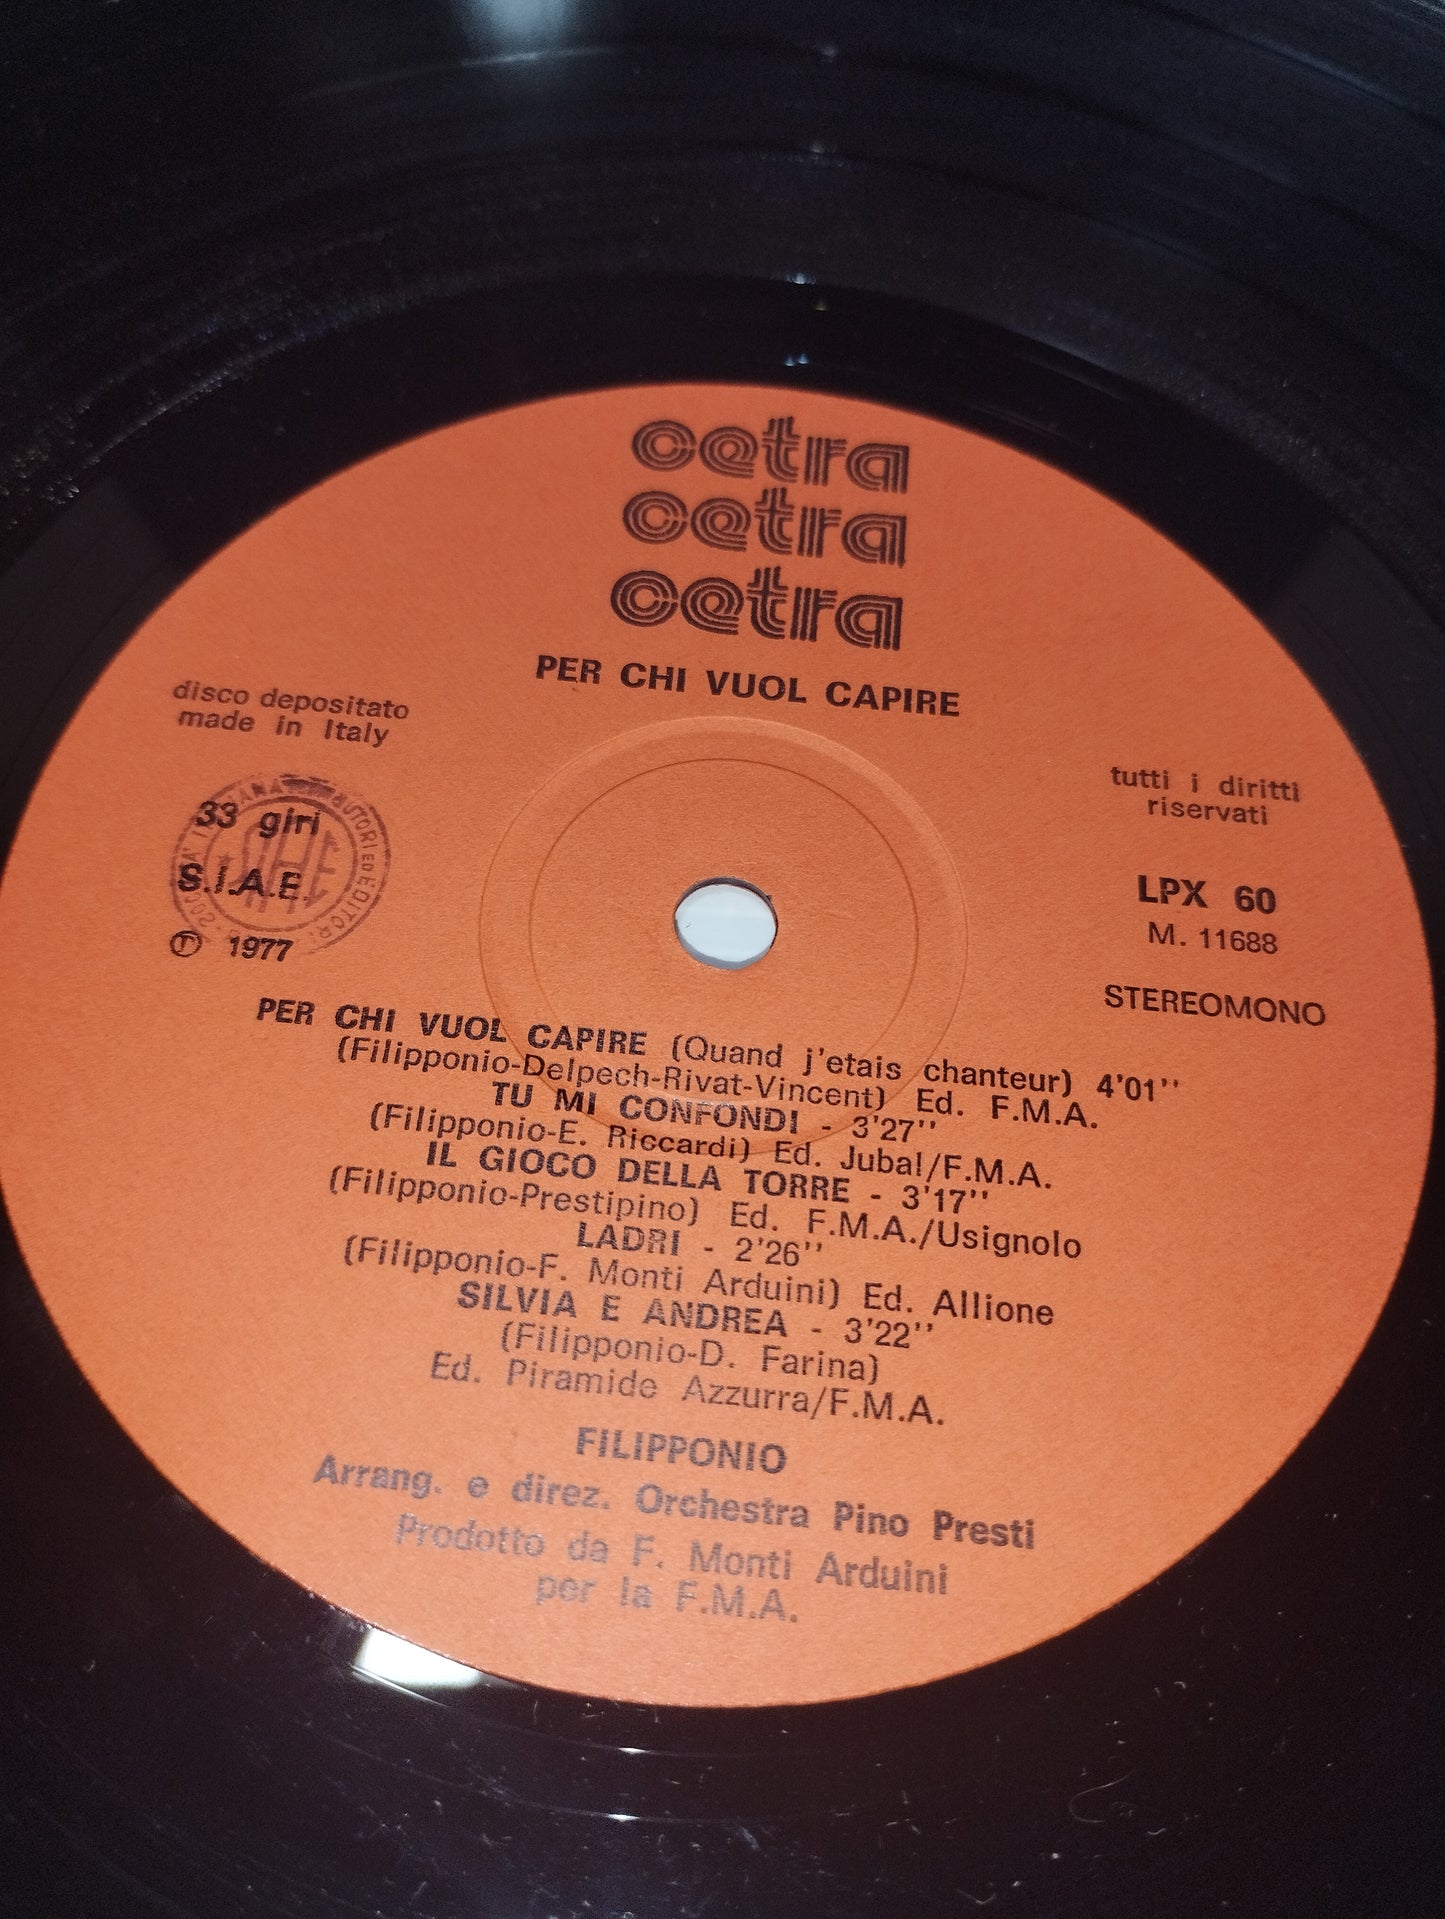 cetra
cetra
cetra
PER CHI VUOL CAPIRE
disco depositato
made in Italy
tutti i diritti
riservati
33 giri
S.I.A.E.
Ⓟ 1977
LPX 60
M. 11688
STEREOMONO
PER CHI VUOL CAPIRE (Quand j'etais chanteur) 4'01''
(Filipponio-Delpech-Rivat-Vincent) Ed. F.M.A.
TU MI CONFONDI - 3'27''
(Filipponio-E. Riccardi) Ed. Jubal/F.M.A.
IL GIOCO DELLA TORRE - 3'17''
(Filipponio-Prestipino) Ed. F.M.A./Usignolo
LADRI - 2'26''
(Filipponio-F. Monti Arduini) Ed. Allione
SILVIA E ANDREA - 3'22''
(Filipponio-D. Farina)
Ed. Piramide Azzurra/F.M.A.
FILIPPONIO
Arrang. e direz. Orchestra Pino Presti
Prodotto da F. Monti Arduini
per la F.M.A.